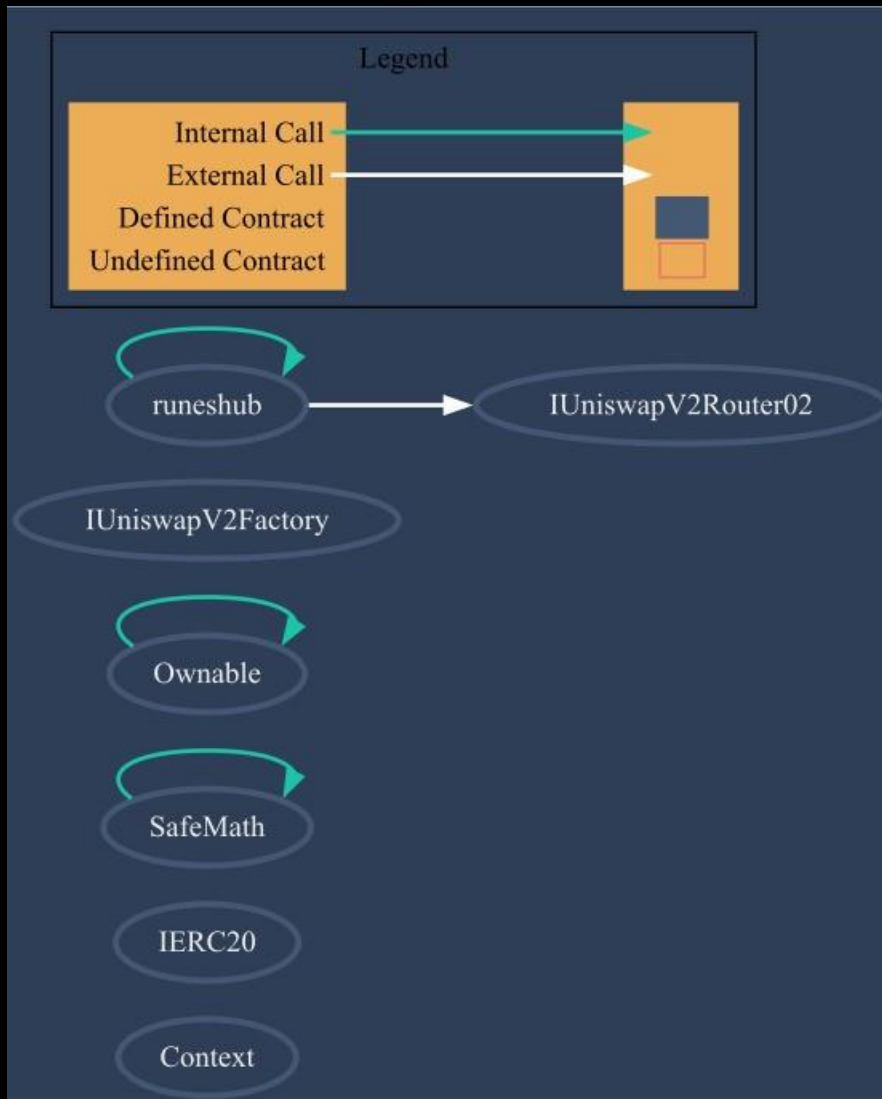 Legend
Internal Call
External Call
Defined Contract
Undefined Contract
runeshub
IUniswapV2Router02
IUniswapV2Factory
Ownable
SafeMath
IERC20
Context